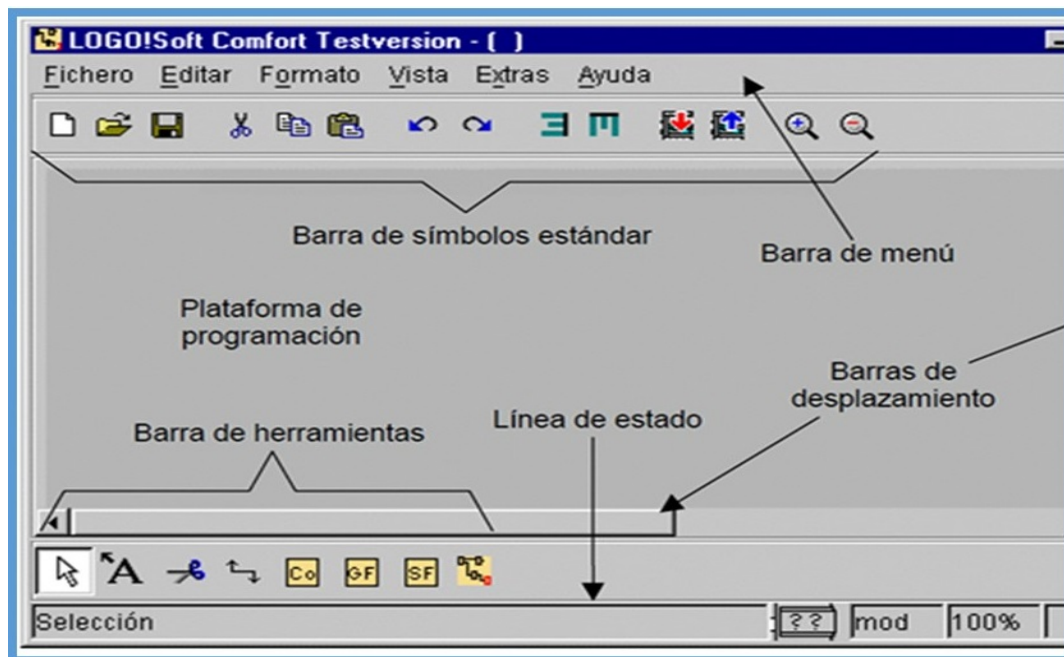 LOGO!Soft Comfort Testversion - ( )
Fichero Editar Formato Vista Extras Ayuda
Barra de símbolos estándar
Barra de menú
Plataforma de
programación
Barras de
desplazamiento
Línea de estado
Barra de herramientas
A Co GF SF
Selección ?? mod 100%